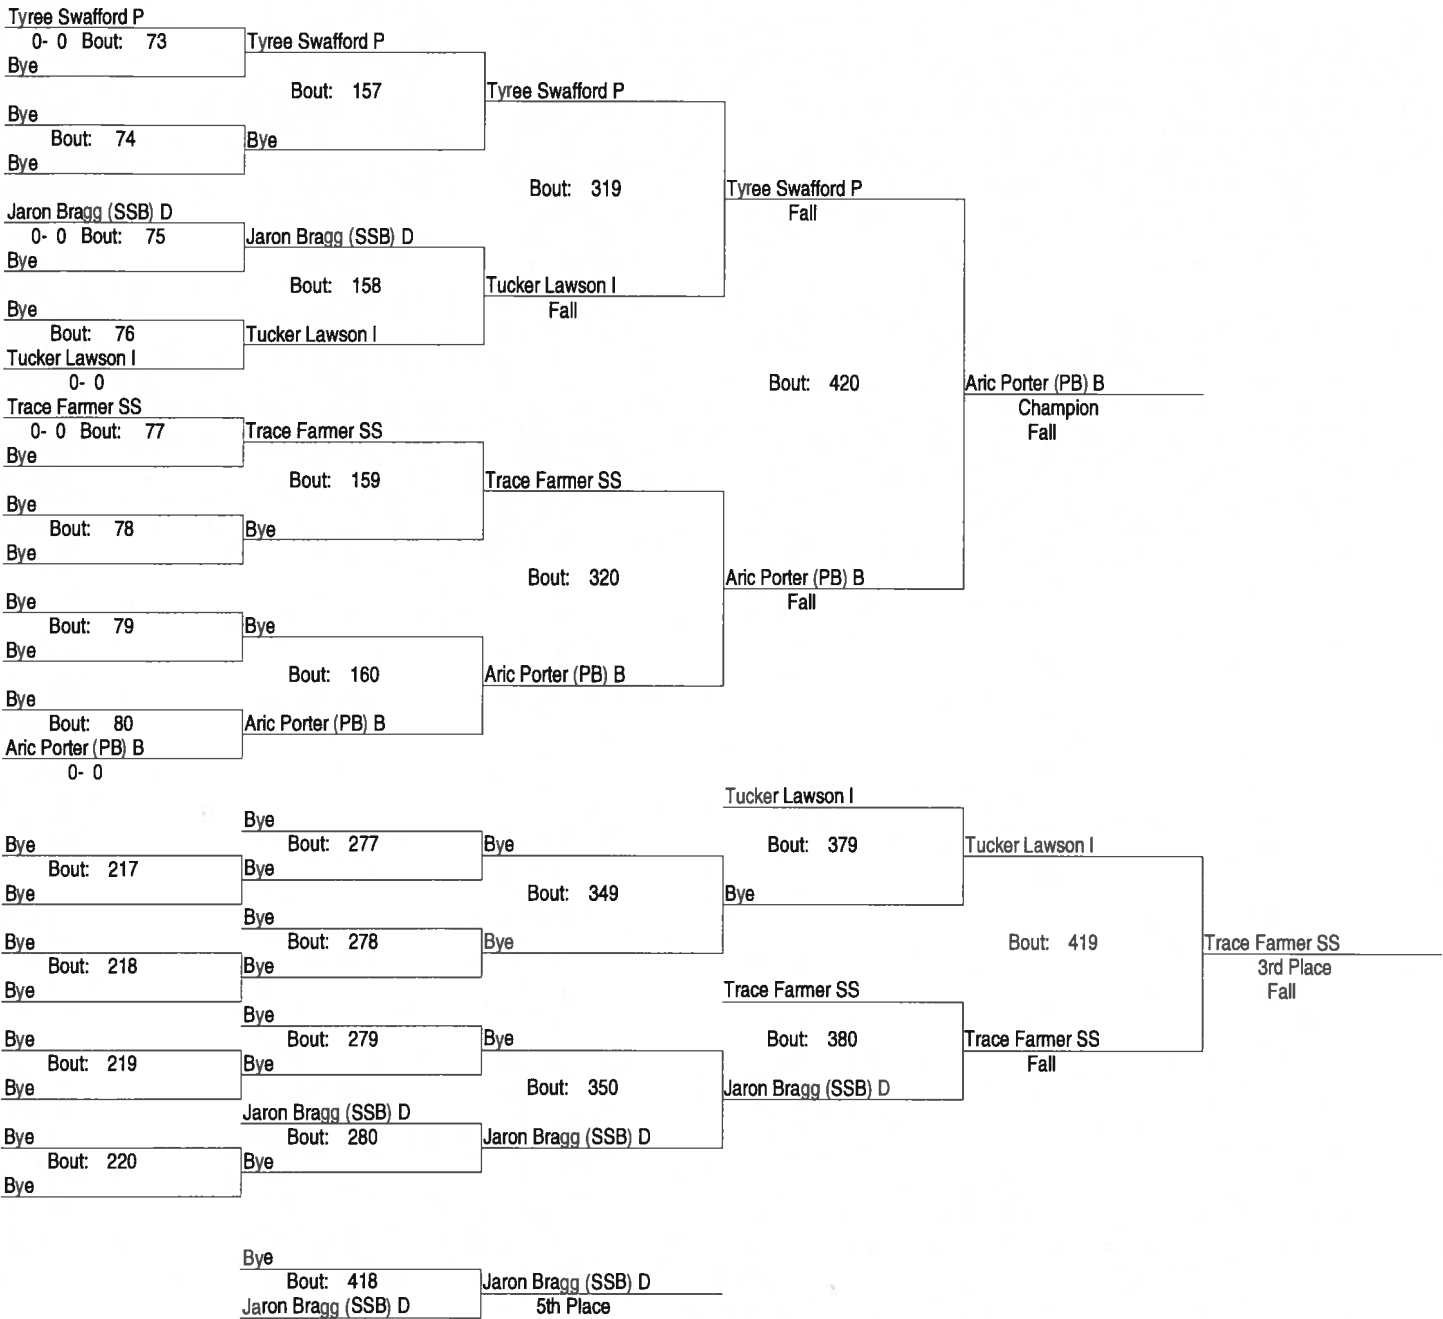 Tyree Swafford P
0- 0 Bout: 73
Tyree Swafford P
Bye
Bout: 157
Tyree Swafford P
Bye
Bout: 74
Bye
Bye
Bout: 319
Tyree Swafford P
Fall
Jaron Bragg (SSB) D
0- 0 Bout: 75
Jaron Bragg (SSB) D
Bye
Bout: 158
Tucker Lawson I
Fall
Bye
Bout: 76
Tucker Lawson I
Tucker Lawson I
0- 0
Bout: 420
Aric Porter (PB) B
Champion
Fall
Trace Farmer SS
0- 0 Bout: 77
Trace Farmer SS
Bye
Bout: 159
Trace Farmer SS
Bye
Bout: 78
Bye
Bye
Bout: 320
Aric Porter (PB) B
Fall
Bye
Bout: 79
Bye
Bye
Bout: 160
Aric Porter (PB) B
Bye
Bout: 80
Aric Porter (PB) B
Aric Porter (PB) B
0- 0
Tucker Lawson I
Bye
Bye
Bout: 277
Bye
Bout: 379
Tucker Lawson I
Bout: 217
Bye
Bye
Bout: 349
Bye
Bye
Bye
Bout: 278
Bye
Bout: 419
Trace Farmer SS
3rd Place
Fall
Bout: 218
Bye
Bye
Trace Farmer SS
Bye
Bye
Bout: 279
Bye
Bout: 380
Trace Farmer SS
Fall
Bout: 219
Bye
Bye
Bout: 350
Jaron Bragg (SSB) D
Jaron Bragg (SSB) D
Bye
Bout: 280
Jaron Bragg (SSB) D
Bout: 220
Bye
Bye
Bye
Bout: 418
Jaron Bragg (SSB) D
Jaron Bragg (SSB) D
5th Place